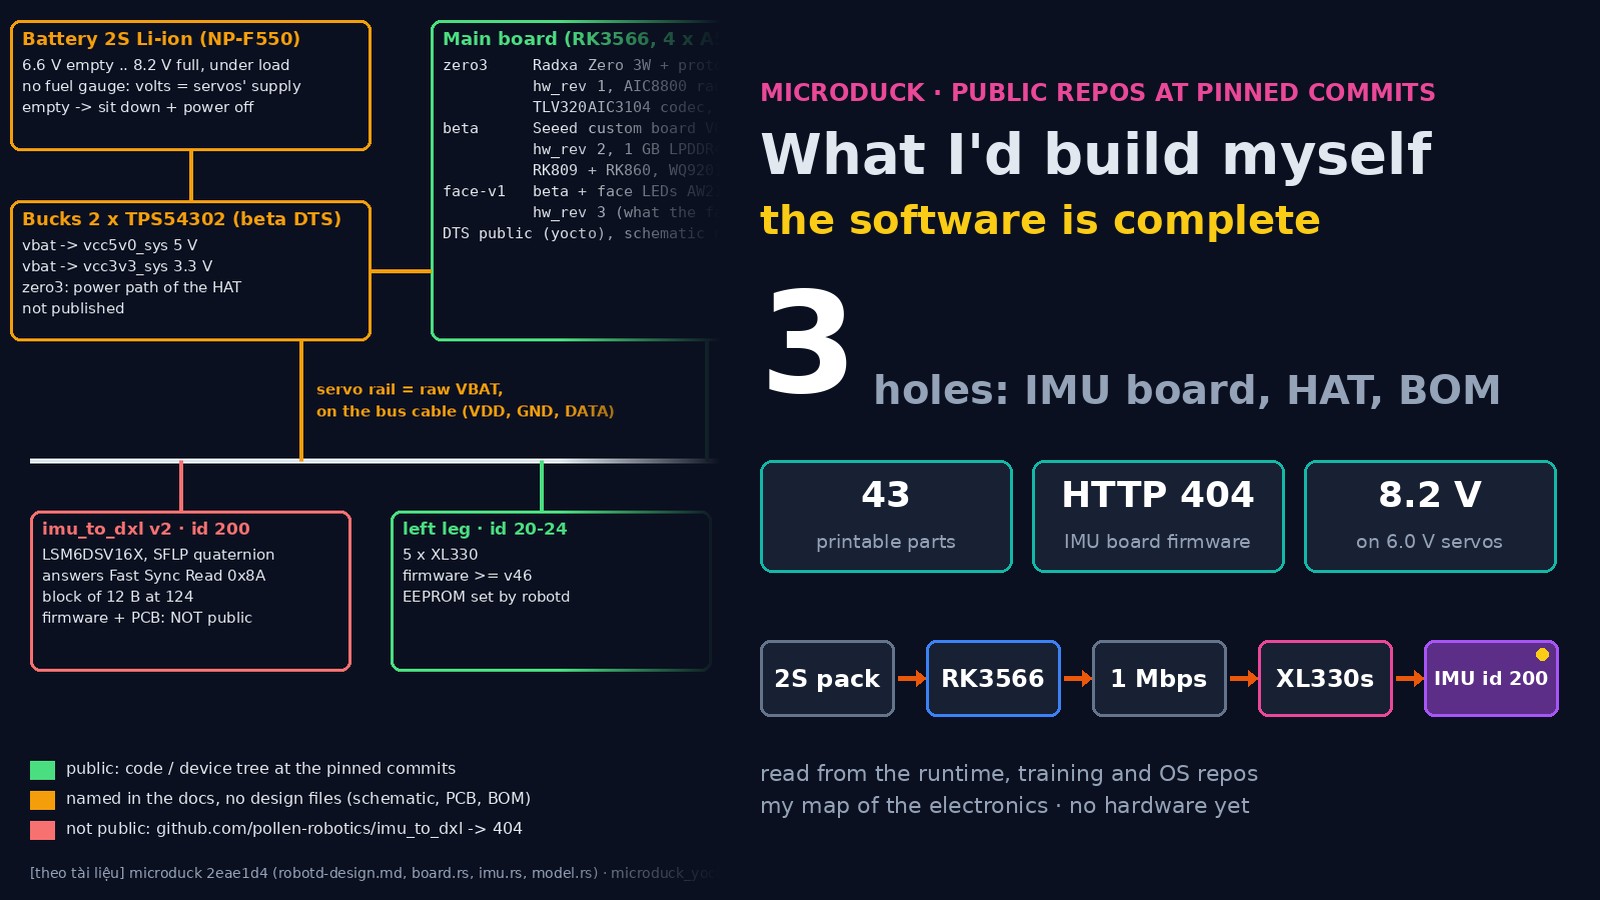 Battery 2S Li-ion (NP-F550)
6.6 V empty .. 8.2 V full, under load
no fuel gauge: volts = servos' supply
empty -> sit down + power off
Bucks 2 x TPS54302 (beta DTS)
vbat -> vcc5v0_sys 5 V
vbat -> vcc3v3_sys 3.3 V
zero3: power path of the HAT
not published
Main board (RK3566, 4 x
zero3 Radxa Zero 3W +
hw_rev 1, AIC8800
TLV320AIC3104 codec,
beta Seeed custom board
hw_rev 2, 1 GB
RK809 + RK860,
face-v1 beta + face LEDs
hw_rev 3 (what the
DTS public (yocto), schematic
servo rail = raw VBAT,
on the bus cable (VDD, GND, DATA)
imu_to_dxl v2 · id 200
LSM6DSV16X, SFLP quaternion
answers Fast Sync Read 0x8A
block of 12 B at 124
firmware + PCB: NOT public
left leg · id 20-24
5 x XL330
firmware >= v46
EEPROM set by robotd
public: code / device tree at the pinned commits
named in the docs, no design files (schematic, PCB, BOM)
not public: github.com/pollen-robotics/imu_to_dxl -> 404
[theo tài liệu] microduck 2eae1d4 (robotd-design.md, board.rs, imu.rs, model.rs) ·
MICRODUCK · PUBLIC REPOS AT PINNED COMMITS
What I'd build myself
the software is complete
3 holes: IMU board, HAT, BOM
43
printable parts
HTTP 404
IMU board firmware
8.2 V
on 6.0 V servos
2S pack
RK3566
1 Mbps
XL330s
IMU id 200
read from the runtime, training and OS repos
my map of the electronics · no hardware yet